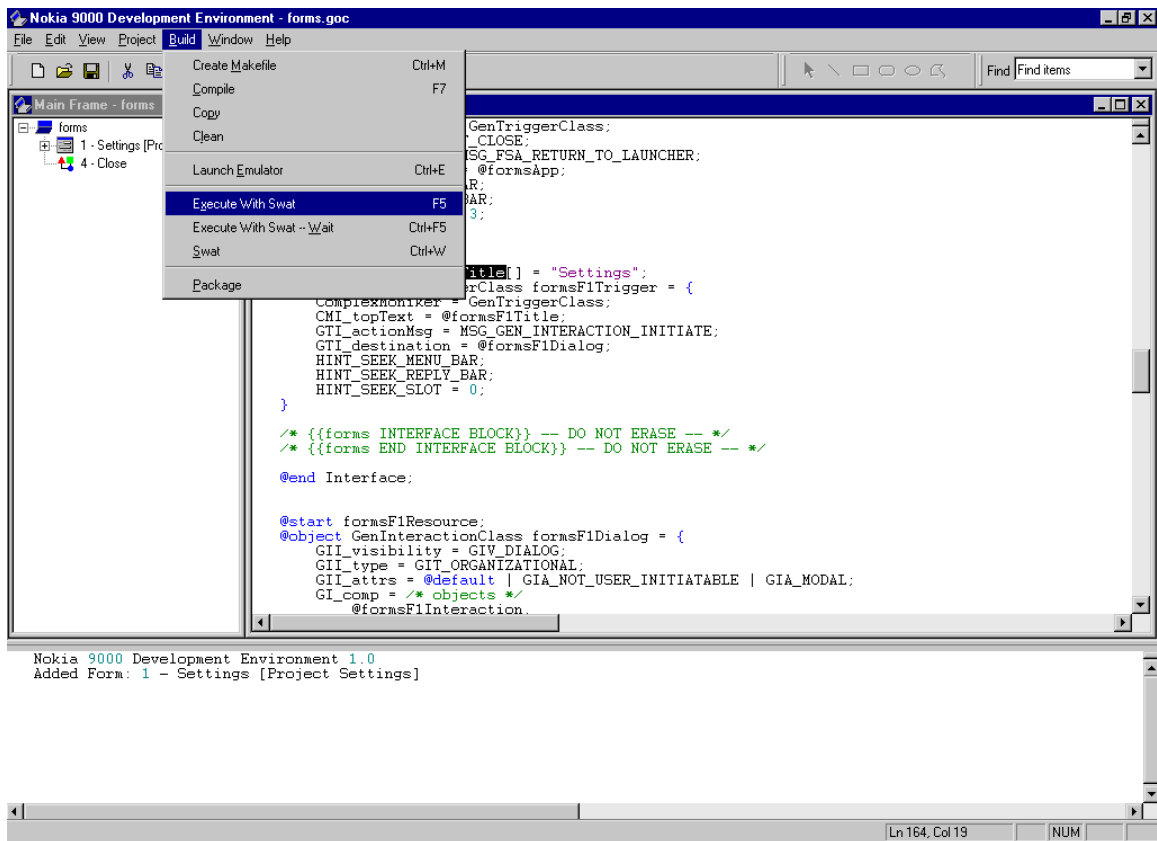 Nokia 9000 Development Environment - forms.goc
File Edit View Project Build Window Help
Find Find items
Create Makefile Ctrl+M
Compile F7
Copy
Clean
Launch Emulator Ctrl+E
Execute With Swat F5
Execute With Swat -- Wait Ctrl+F5
Swat Ctrl+W
Package
Main Frame - forms
forms
1 - Settings [Pro
4 - Close
GenTriggerClass;
_CLOSE;
MSG_FSA_RETURN_TO_LAUNCHER;
@formsApp;
R;
BAR;
3;
itle[] = "Settings";
erClass formsF1Trigger = {
ComplexMoniker = GenTriggerClass;
CMI_topText = @formsF1Title;
GTI_actionMsg = MSG_GEN_INTERACTION_INITIATE;
GTI_destination = @formsF1Dialog;
HINT_SEEK_MENU_BAR;
HINT_SEEK_REPLY_BAR;
HINT_SEEK_SLOT = 0;
}
/* {{forms INTERFACE BLOCK}} -- DO NOT ERASE -- */
/* {{forms END INTERFACE BLOCK}} -- DO NOT ERASE -- */
@end Interface;
@start formsF1Resource;
@object GenInteractionClass formsF1Dialog = {
GII_visibility = GIV_DIALOG;
GII_type = GIT_ORGANIZATIONAL;
GII_attrs = @default | GIA_NOT_USER_INITIATABLE | GIA_MODAL;
GI_comp = /* objects */
@formsF1Interaction,
Nokia 9000 Development Environment 1.0
Added Form: 1 - Settings [Project Settings]
Ln 164, Col 19 NUM